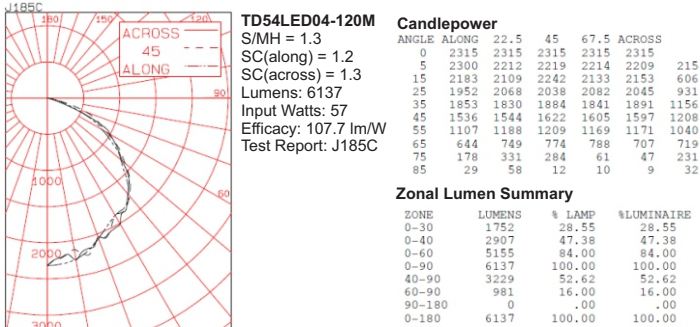 J185C
180
150
120
ACROSS
45
ALONG
90
1000
60
2000
3000
TD54LED04-120M
S/MH = 1.3
SC(along) = 1.2
SC(across) = 1.3
Lumens: 6137
Input Watts: 57
Efficacy: 107.7 lm/W
Test Report: J185C
Candlepower
ANGLE ALONG 22.5 45 67.5 ACROSS
0 2315 2315 2315 2315 2315
5 2300 2212 2219 2214 2209 215
15 2183 2109 2242 2133 2153 606
25 1952 2068 2038 2082 2045 931
35 1853 1830 1884 1841 1891 1156
45 1536 1544 1622 1605 1597 1208
55 1107 1188 1209 1169 1171 1040
65 644 749 774 788 707 719
75 178 331 284 61 47 231
85 29 58 12 10 9 32
Zonal Lumen Summary
ZONE LUMENS % LAMP %LUMINAIRE
0-30 1752 28.55 28.55
0-40 2907 47.38 47.38
0-60 5155 84.00 84.00
0-90 6137 100.00 100.00
40-90 3229 52.62 52.62
60-90 981 16.00 16.00
90-180 0 .00 .00
0-180 6137 100.00 100.00